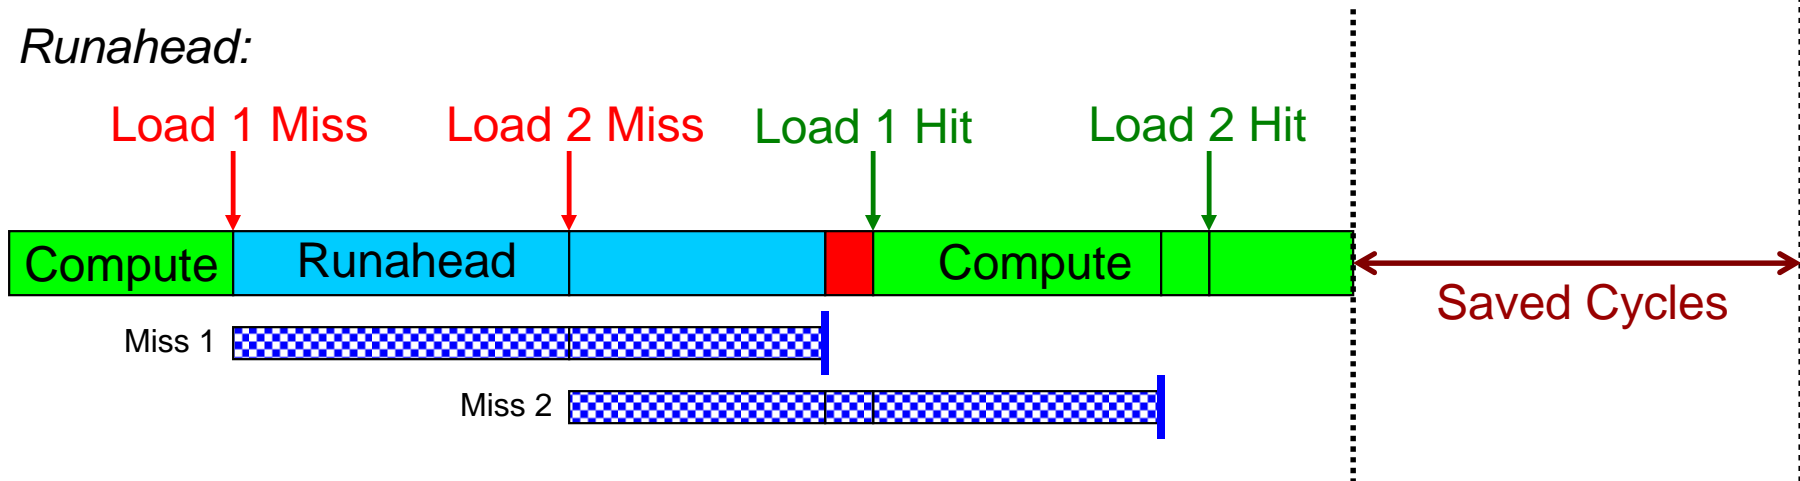 Runahead:
Load 1 Miss
Load 2 Miss
Load 1 Hit
Load 2 Hit
Compute
Runahead
Compute
Saved Cycles
Miss 1
Miss 2